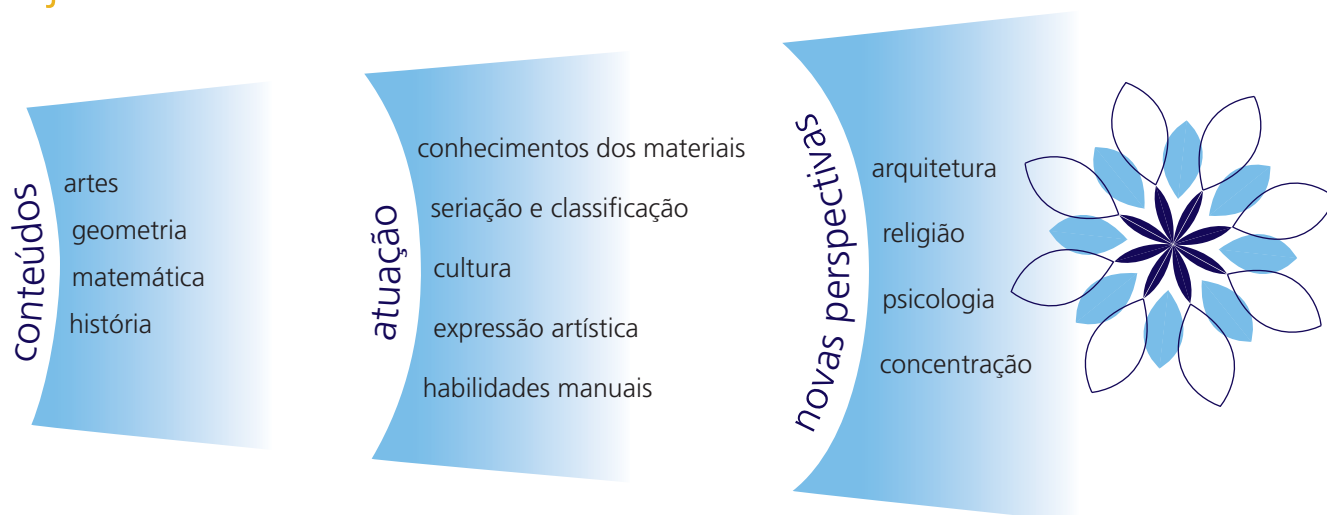 conteúdos
artes
geometria
matemática
história
atuação
conhecimentos dos materiais
seriação e classificação
cultura
expressão artística
habilidades manuais
novas perspectivas
arquitetura
religião
psicologia
concentração